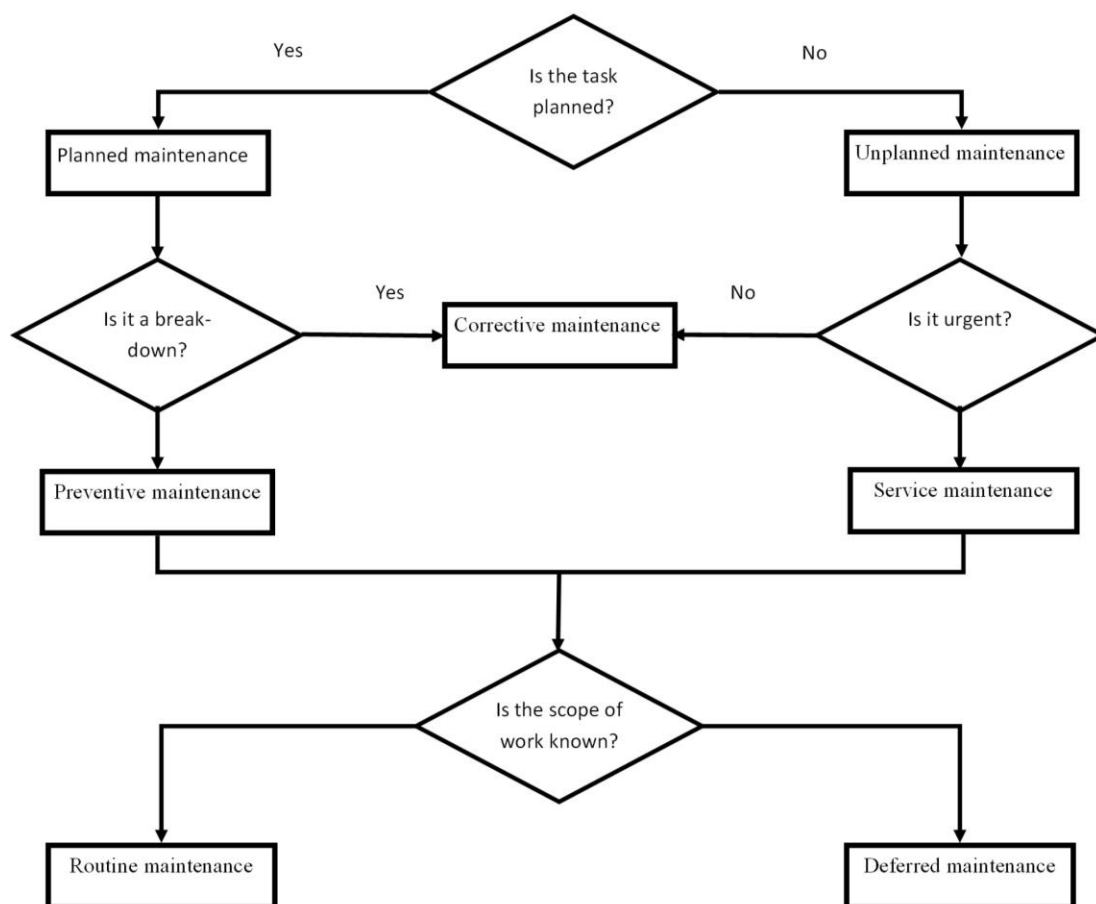 Yes
Is the task
planned?
No
Planned maintenance
Unplanned maintenance
Is it a break-
down?
Yes
Corrective maintenance
No
Is it urgent?
Preventive maintenance
Service maintenance
Is the scope of
work known?
Routine maintenance
Deferred maintenance